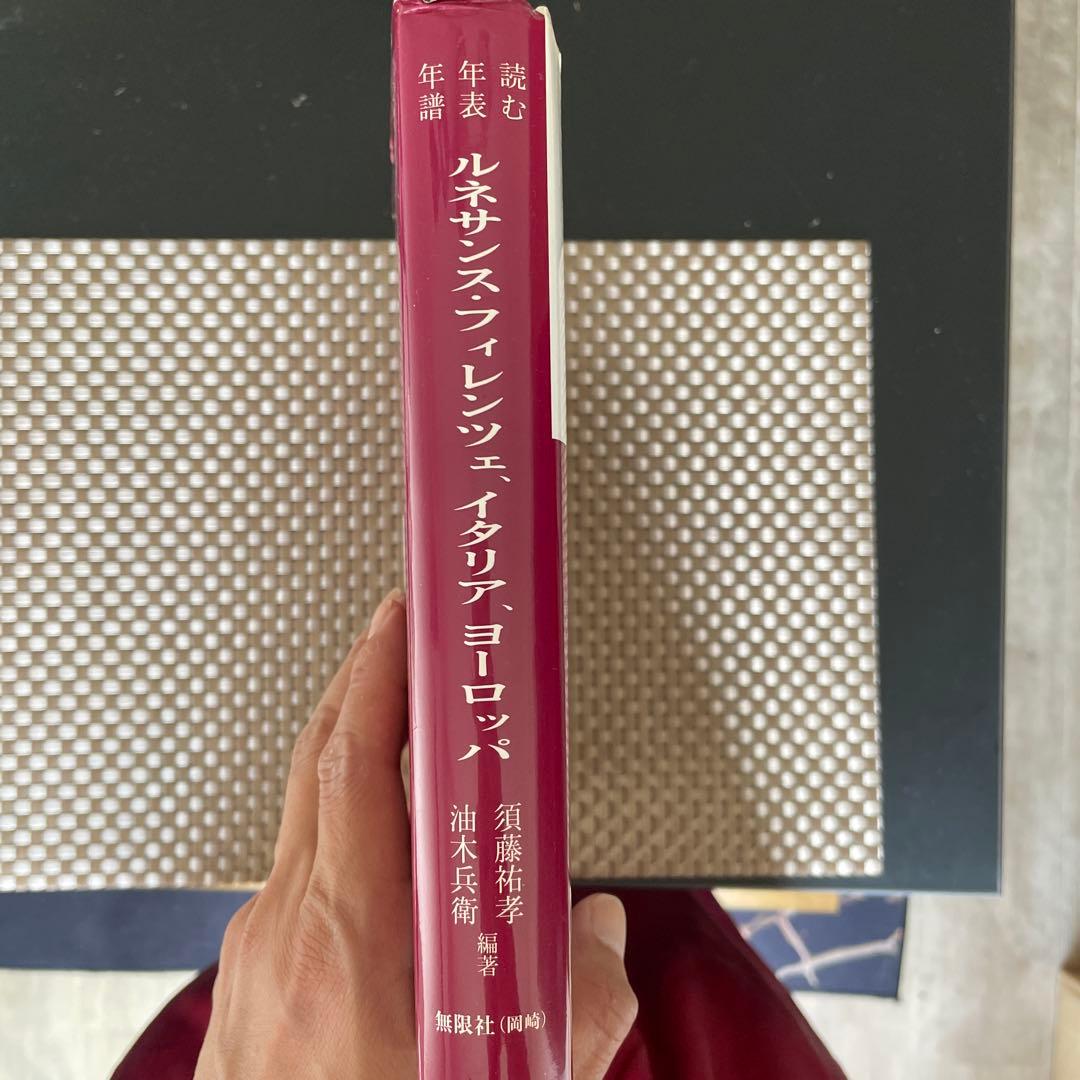 読む
年表
年譜
ルネサンス・フィレンツェ、イタリア、ヨーロッパ
須藤祐孝
油木兵衛
編著
無限社(岡崎)